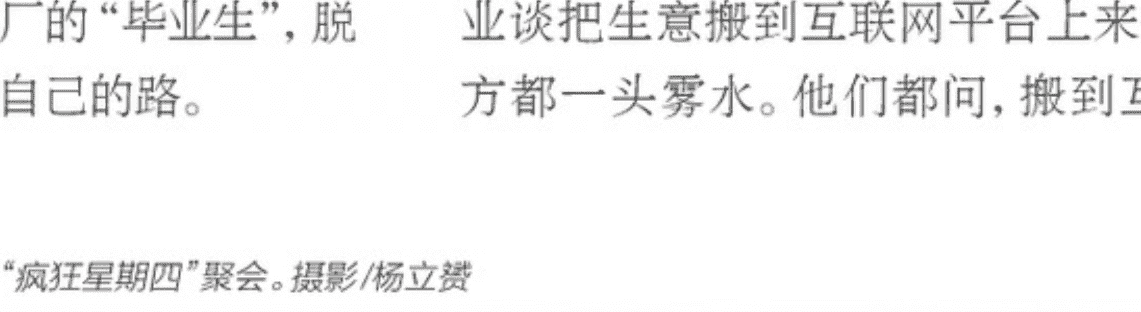 厂的“毕业生”，脱
自己的路。
业谈把生意搬到互联网平台上来
方都一头雾水。他们都问，搬到互
“疯狂星期四”聚会。摄影/杨立赟